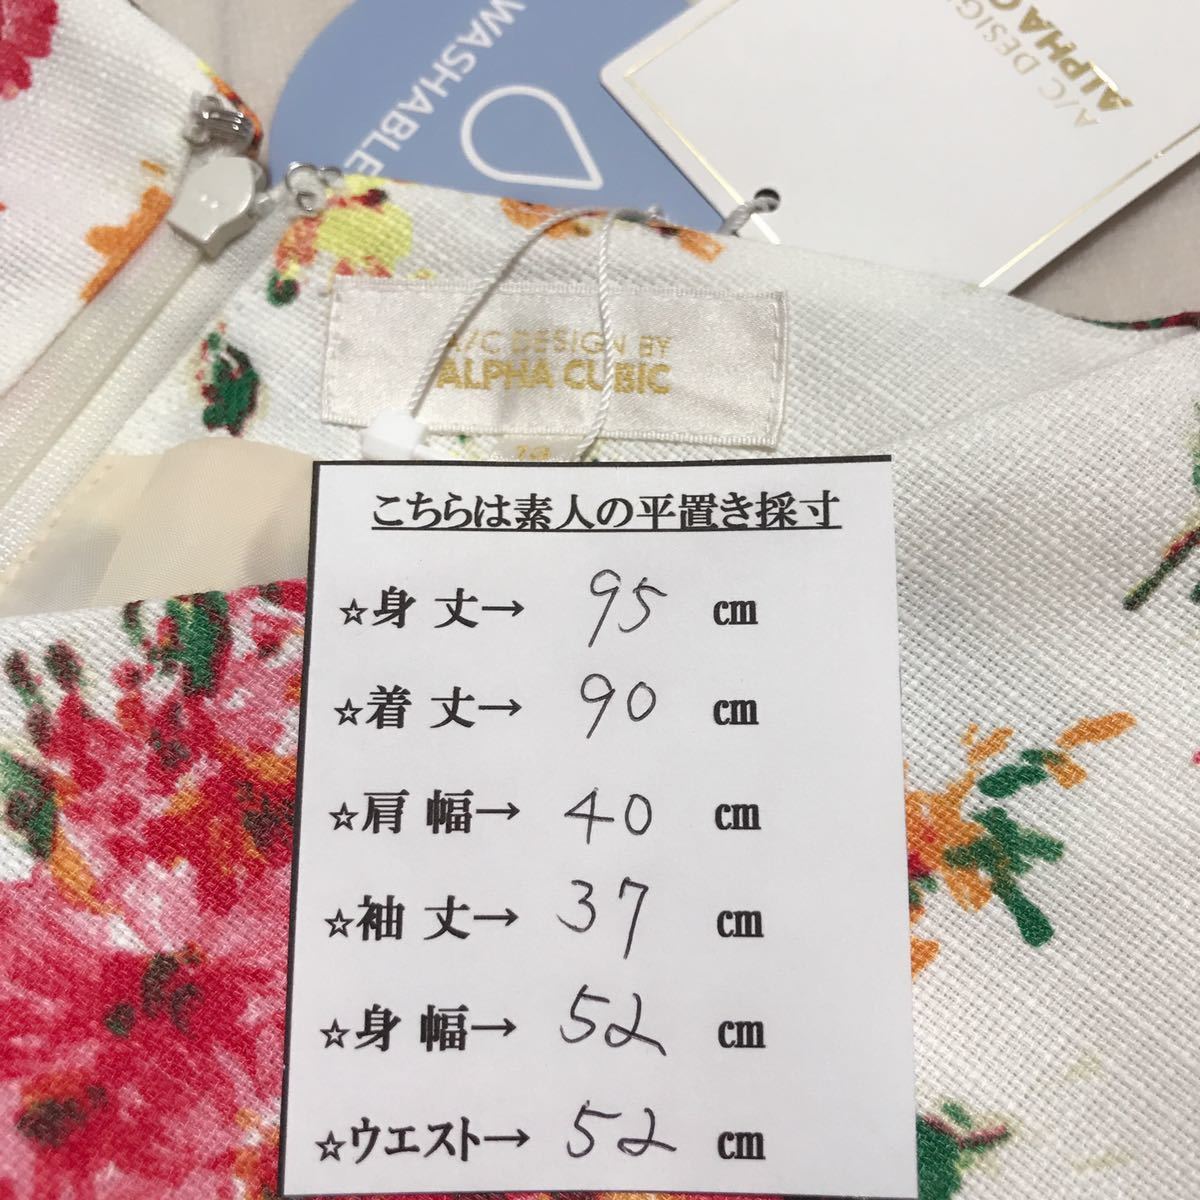 WASHABLE
A/C DESIGN
ALPHA C
A/C DESIGN BY
ALPHA CUBIC
こちらは素人の平置き採寸
☆身 丈→ 95 ㎝
☆着 丈→ 90 ㎝
☆肩 幅→ 40 ㎝
☆袖 丈→ 37 ㎝
☆身 幅→ 52 ㎝
☆ウエスト→ 52 ㎝